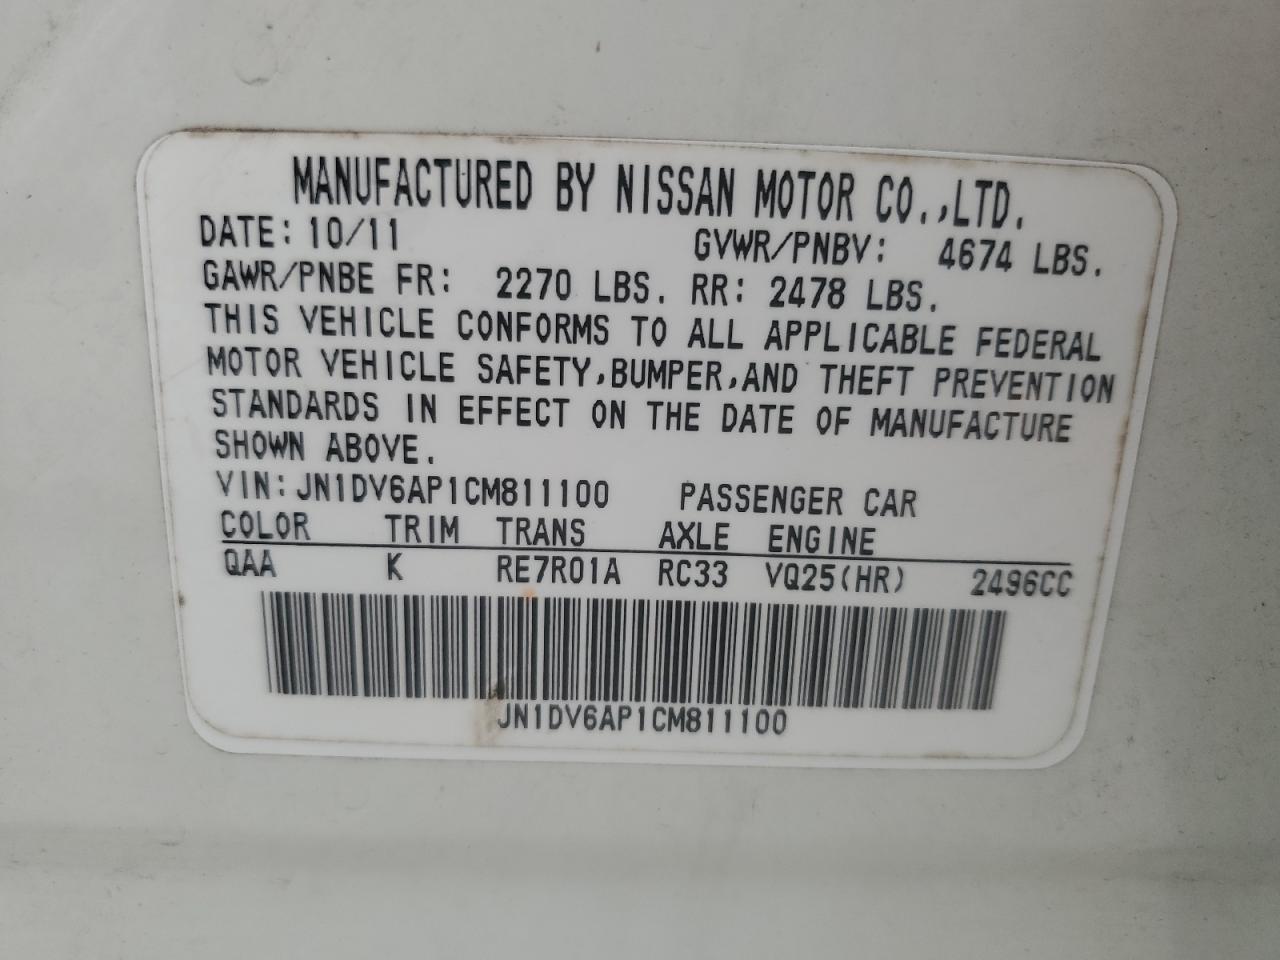 MANUFACTURED BY NISSAN MOTOR CO.,LTD.
DATE: 10/11 GVWR/PNBV: 4674 LBS.
GAWR/PNBE FR: 2270 LBS. RR: 2478 LBS.
THIS VEHICLE CONFORMS TO ALL APPLICABLE FEDERAL
MOTOR VEHICLE SAFETY,BUMPER,AND THEFT PREVENTION
STANDARDS IN EFFECT ON THE DATE OF MANUFACTURE
SHOWN ABOVE.
VIN: JN1DV6AP1CM811100 PASSENGER CAR
COLOR TRIM TRANS AXLE ENGINE
QAA K RE7R01A RC33 VQ25(HR) 2496CC
JN1DV6AP1CM811100